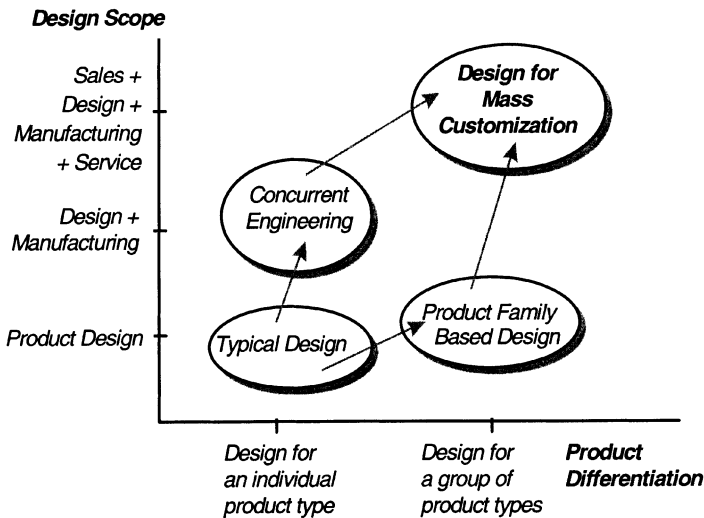 Design Scope
Sales +
Design +
Manufacturing
+ Service
Design +
Manufacturing
Product Design
Design for
Mass
Customization
Concurrent
Engineering
Typical Design
Product Family
Based Design
Design for
an individual
product type
Design for
a group of
product types
Product
Differentiation